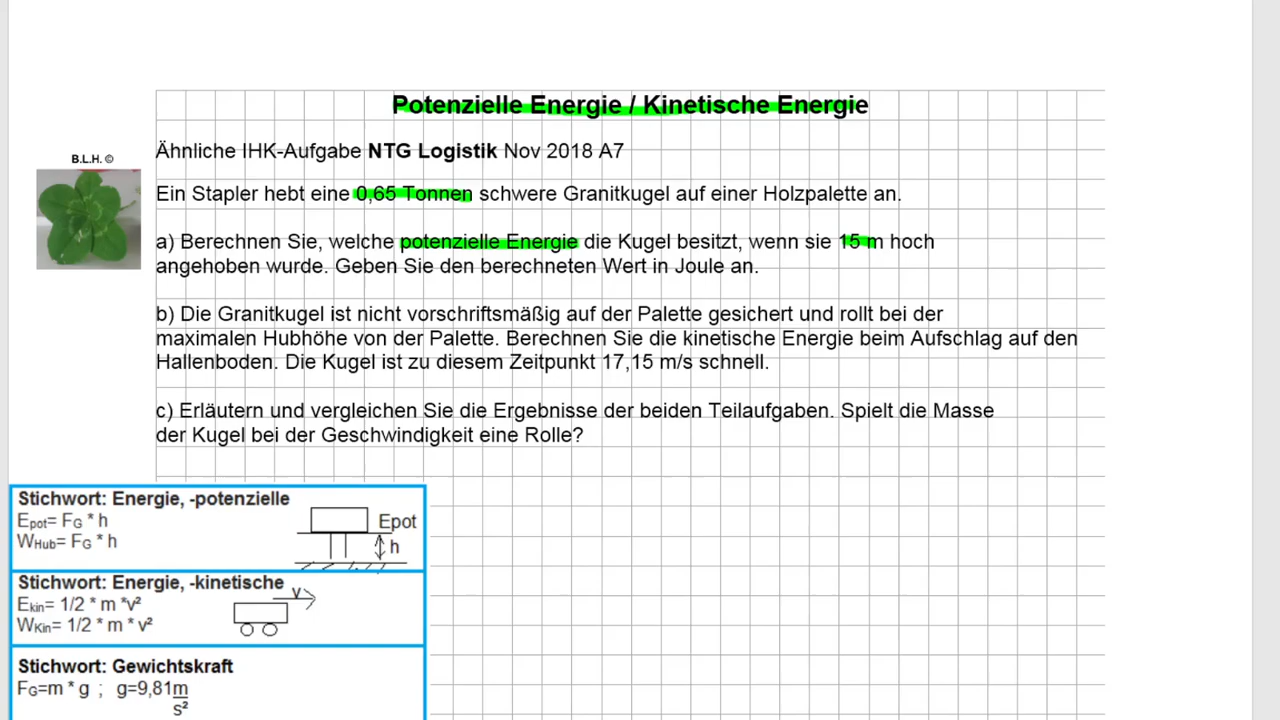 Potenzielle Energie / Kinetische Energie
Ähnliche IHK-Aufgabe NTG Logistik Nov 2018 A7
B.L.H. ©
Ein Stapler hebt eine 0,65 Tonnen schwere Granitkugel auf einer Holzpalette an.
a) Berechnen Sie, welche potenzielle Energie die Kugel besitzt, wenn sie 15 m hoch
angehoben wurde. Geben Sie den berechneten Wert in Joule an.
b) Die Granitkugel ist nicht vorschriftsmäßig auf der Palette gesichert und rollt bei der
maximalen Hubhöhe von der Palette. Berechnen Sie die kinetische Energie beim Aufschlag auf den
Hallenboden. Die Kugel ist zu diesem Zeitpunkt 17,15 m/s schnell.
c) Erläutern und vergleichen Sie die Ergebnisse der beiden Teilaufgaben. Spielt die Masse
der Kugel bei der Geschwindigkeit eine Rolle?
Stichwort: Energie, -potenzielle
Epot= FG * h
WHub= FG * h
Epot
h
Stichwort: Energie, -kinetische
Ekin= 1/2 * m *v²
WKin= 1/2 * m * v²
v
Stichwort: Gewichtskraft
FG=m * g ; g=9,81m
s²